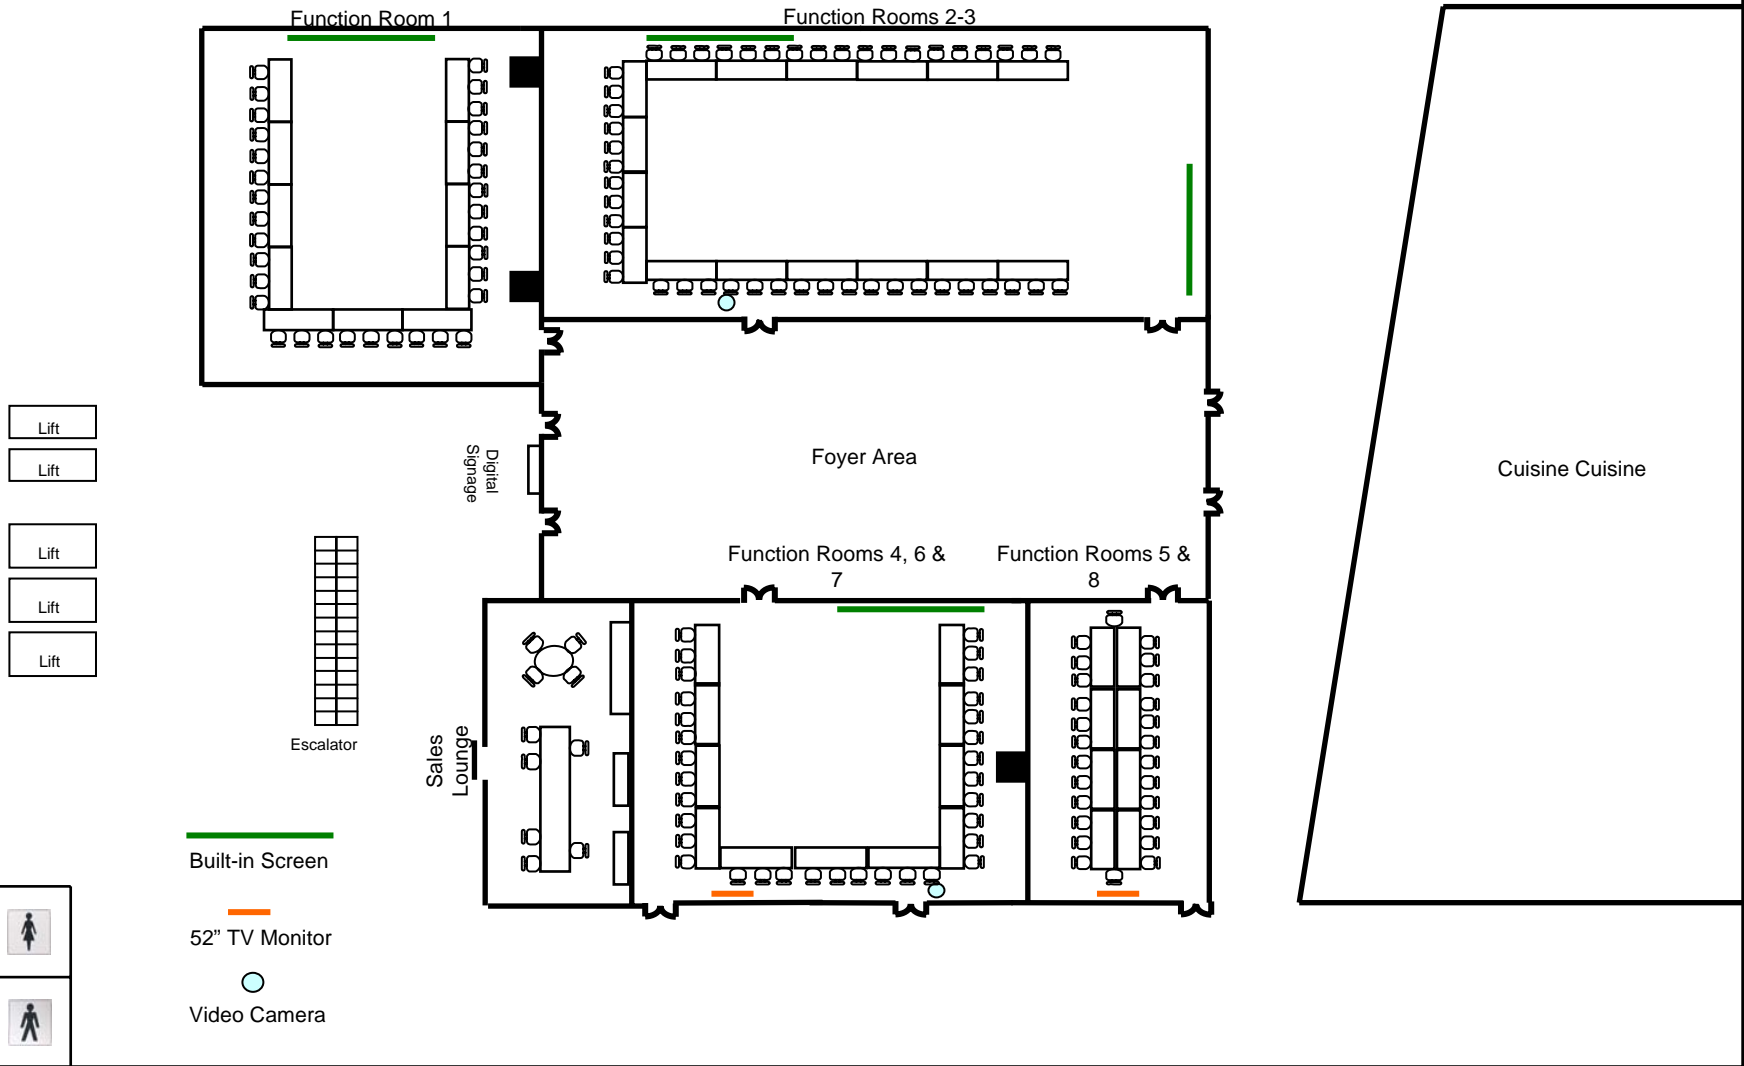 Function Room 1
Function Rooms 2-3
Lift
Lift
Digital
Signage
Foyer Area
Cuisine Cuisine
Lift
Lift
Lift
Function Rooms 4, 6 &
7
Function Rooms 5 &
8
Escalator
Sales
Lounge
Built-in Screen
52” TV Monitor
Video Camera